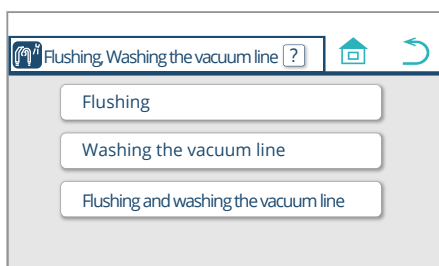 Flushing, Washing the vacuum line ?
Flushing
Washing the vacuum line
Flushing and washing the vacuum line